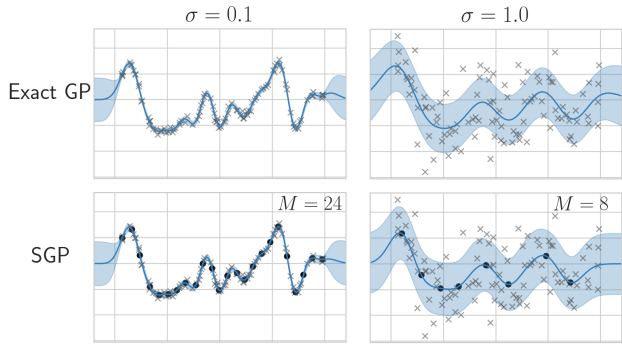 σ = 0.1
σ = 1.0
Exact GP
M = 24
M = 8
SGP